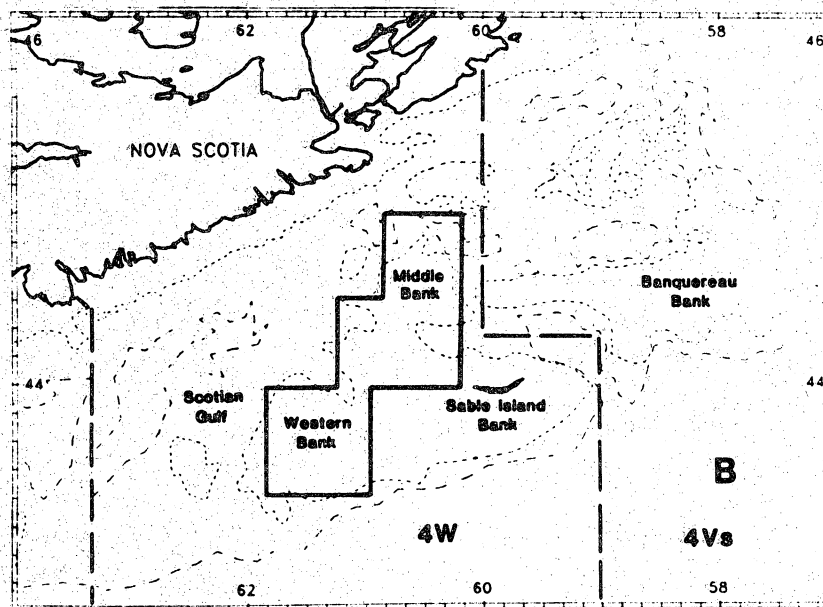 46 62 60 58 46
NOVA SCOTIA
Middle
Bank
Banquereau
Bank
44 44
Scotian
Gulf
Western
Bank
Sable Island
Bank
B
4W
4Vs
62 60 58